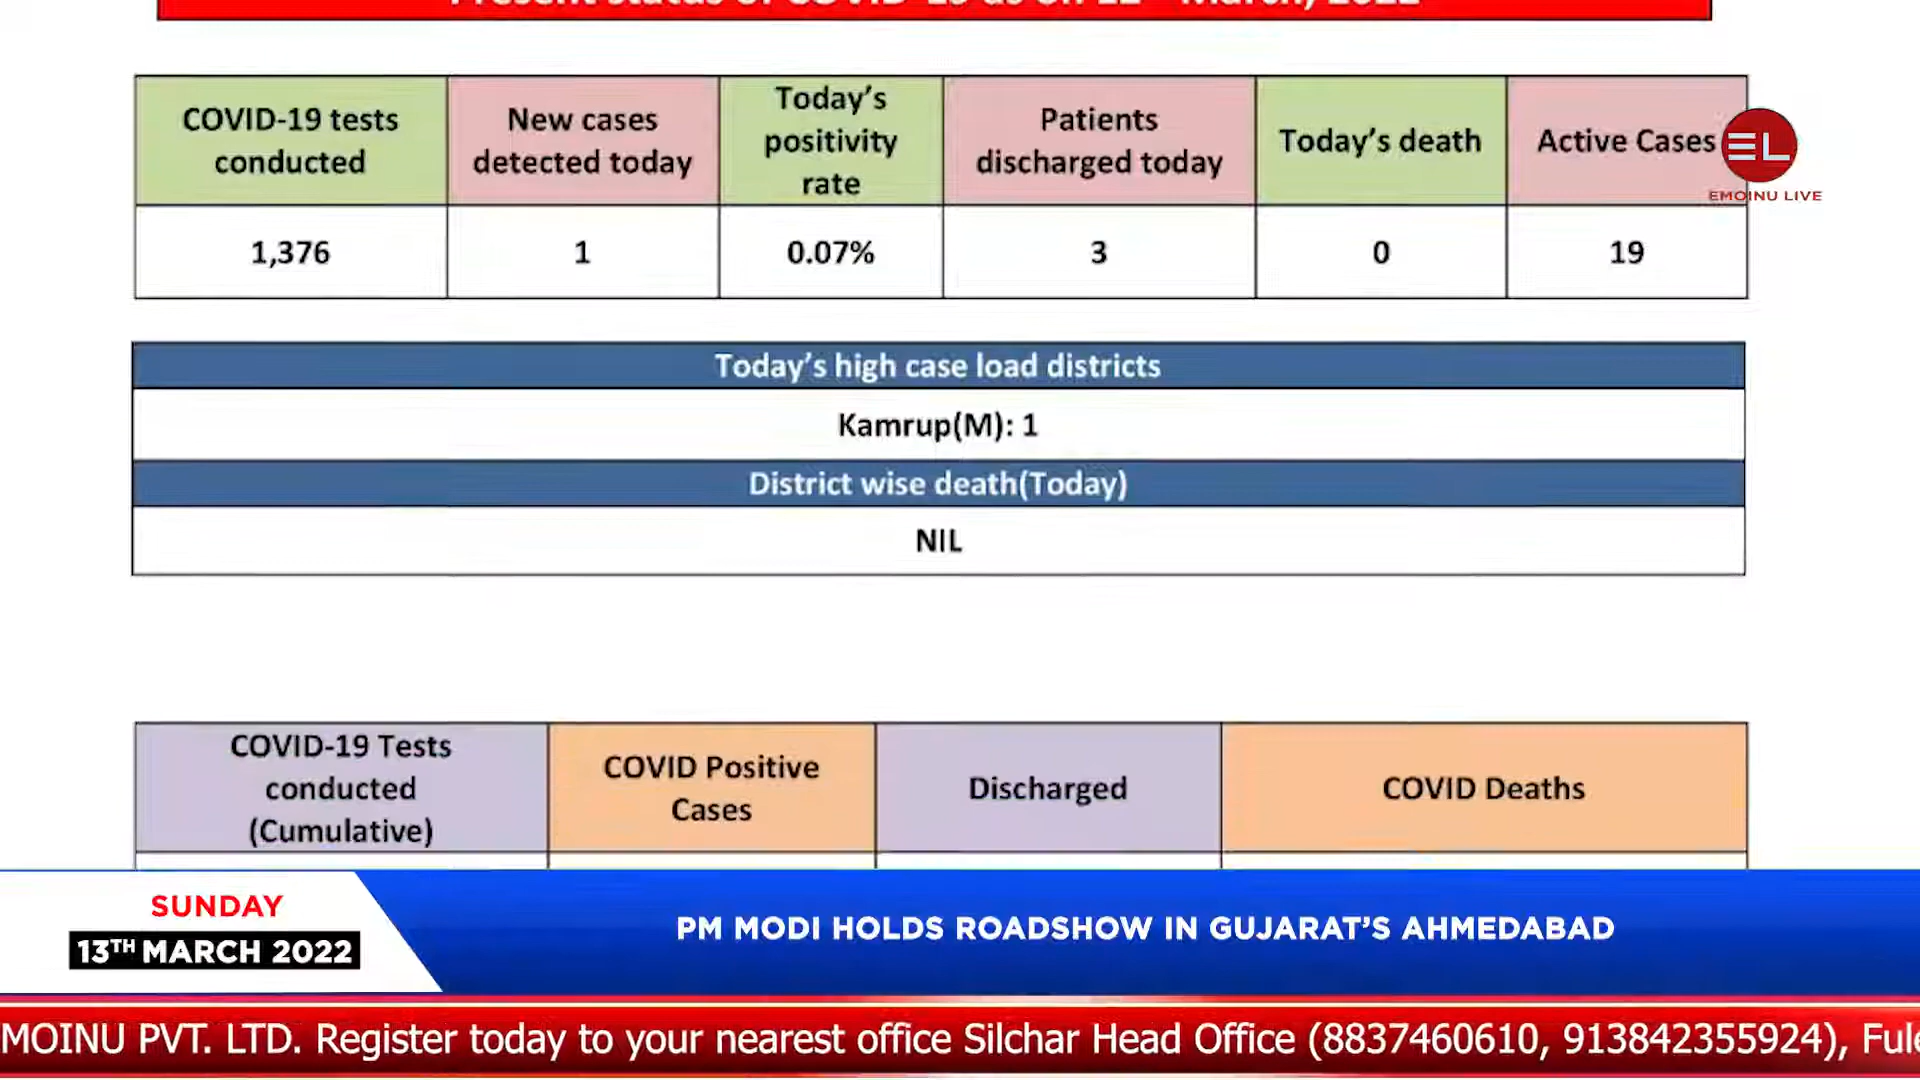 COVID-19 tests conducted
New cases detected today
Today's positivity rate
Patients discharged today
Today's death
Active Cases
1,376
1
0.07%
3
0
19
EL
EMOINU LIVE
Today's high case load districts
Kamrup(M): 1
District wise death(Today)
NIL
COVID-19 Tests conducted (Cumulative)
COVID Positive Cases
Discharged
COVID Deaths
SUNDAY
13TH MARCH 2022
PM MODI HOLDS ROADSHOW IN GUJARAT'S AHMEDABAD
MOINU PVT. LTD. Register today to your nearest office Silchar Head Office (8837460610, 913842355924),